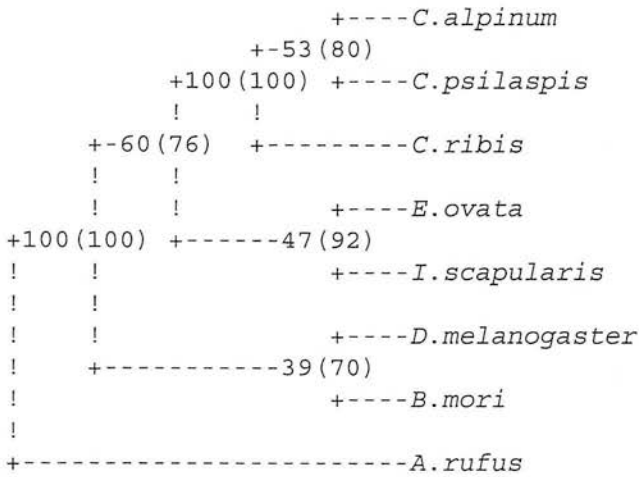 +----C.alpinum
+-53(80)
+100(100) +----C.psilaspis
! !
+-60(76) +---------C.ribis
! !
! ! +----E.ovata
+100(100) +------47(92)
! ! +----I.scapularis
! !
! ! +----D.melanogaster
! +-----------39(70)
! +----B.mori
!
+------------------------A.rufus